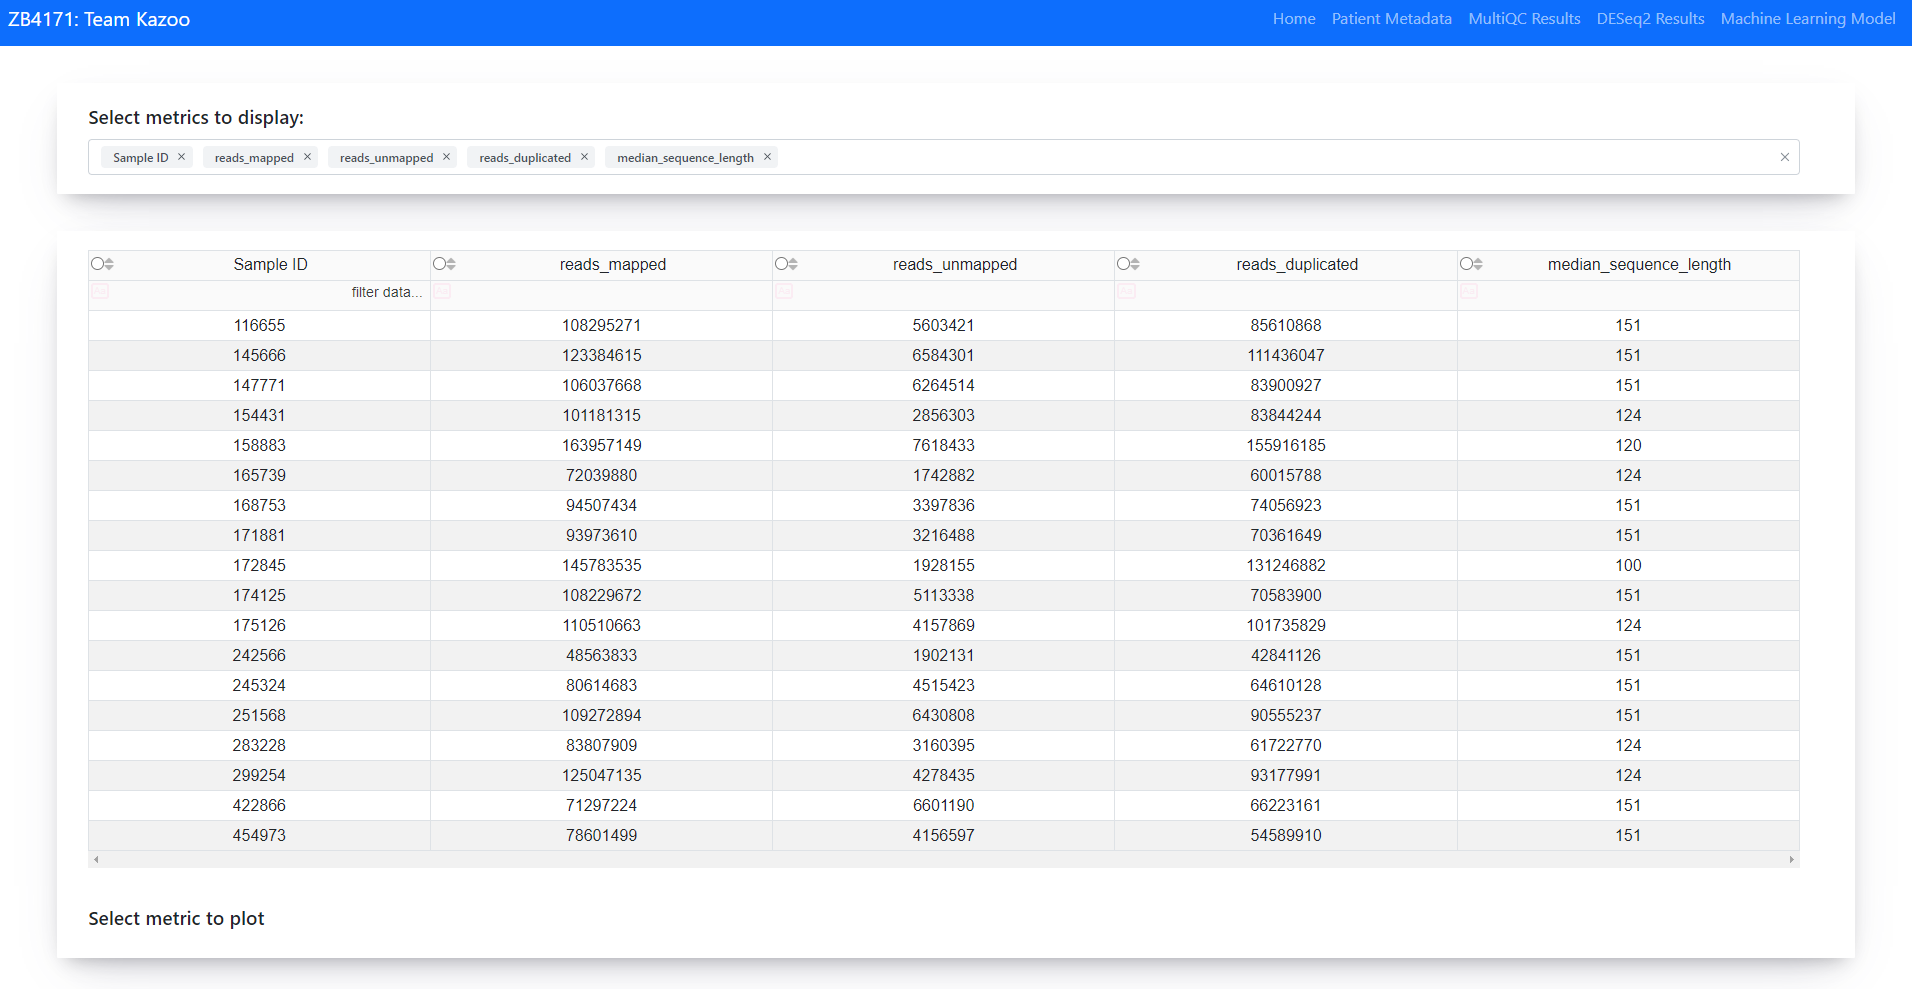 ZB4171: Team Kazoo Home Patient Metadata MultiQC Results DESeq2 Results Machine Learning Model
Select metrics to display:
Sample ID × reads_mapped × reads_unmapped × reads_duplicated × median_sequence_length × ×
Sample ID reads_mapped reads_unmapped reads_duplicated median_sequence_length
filter data...
116655 108295271 5603421 85610868 151
145666 123384615 6584301 111436047 151
147771 106037668 6264514 83900927 151
154431 101181315 2856303 83844244 124
158883 163957149 7618433 155916185 120
165739 72039880 1742882 60015788 124
168753 94507434 3397836 74056923 151
171881 93973610 3216488 70361649 151
172845 145783535 1928155 131246882 100
174125 108229672 5113338 70583900 151
175126 110510663 4157869 101735829 124
242566 48563833 1902131 42841126 151
245324 80614683 4515423 64610128 151
251568 109272894 6430808 90555237 151
283228 83807909 3160395 61722770 124
299254 125047135 4278435 93177991 124
422866 71297224 6601190 66223161 151
454973 78601499 4156597 54589910 151
Select metric to plot